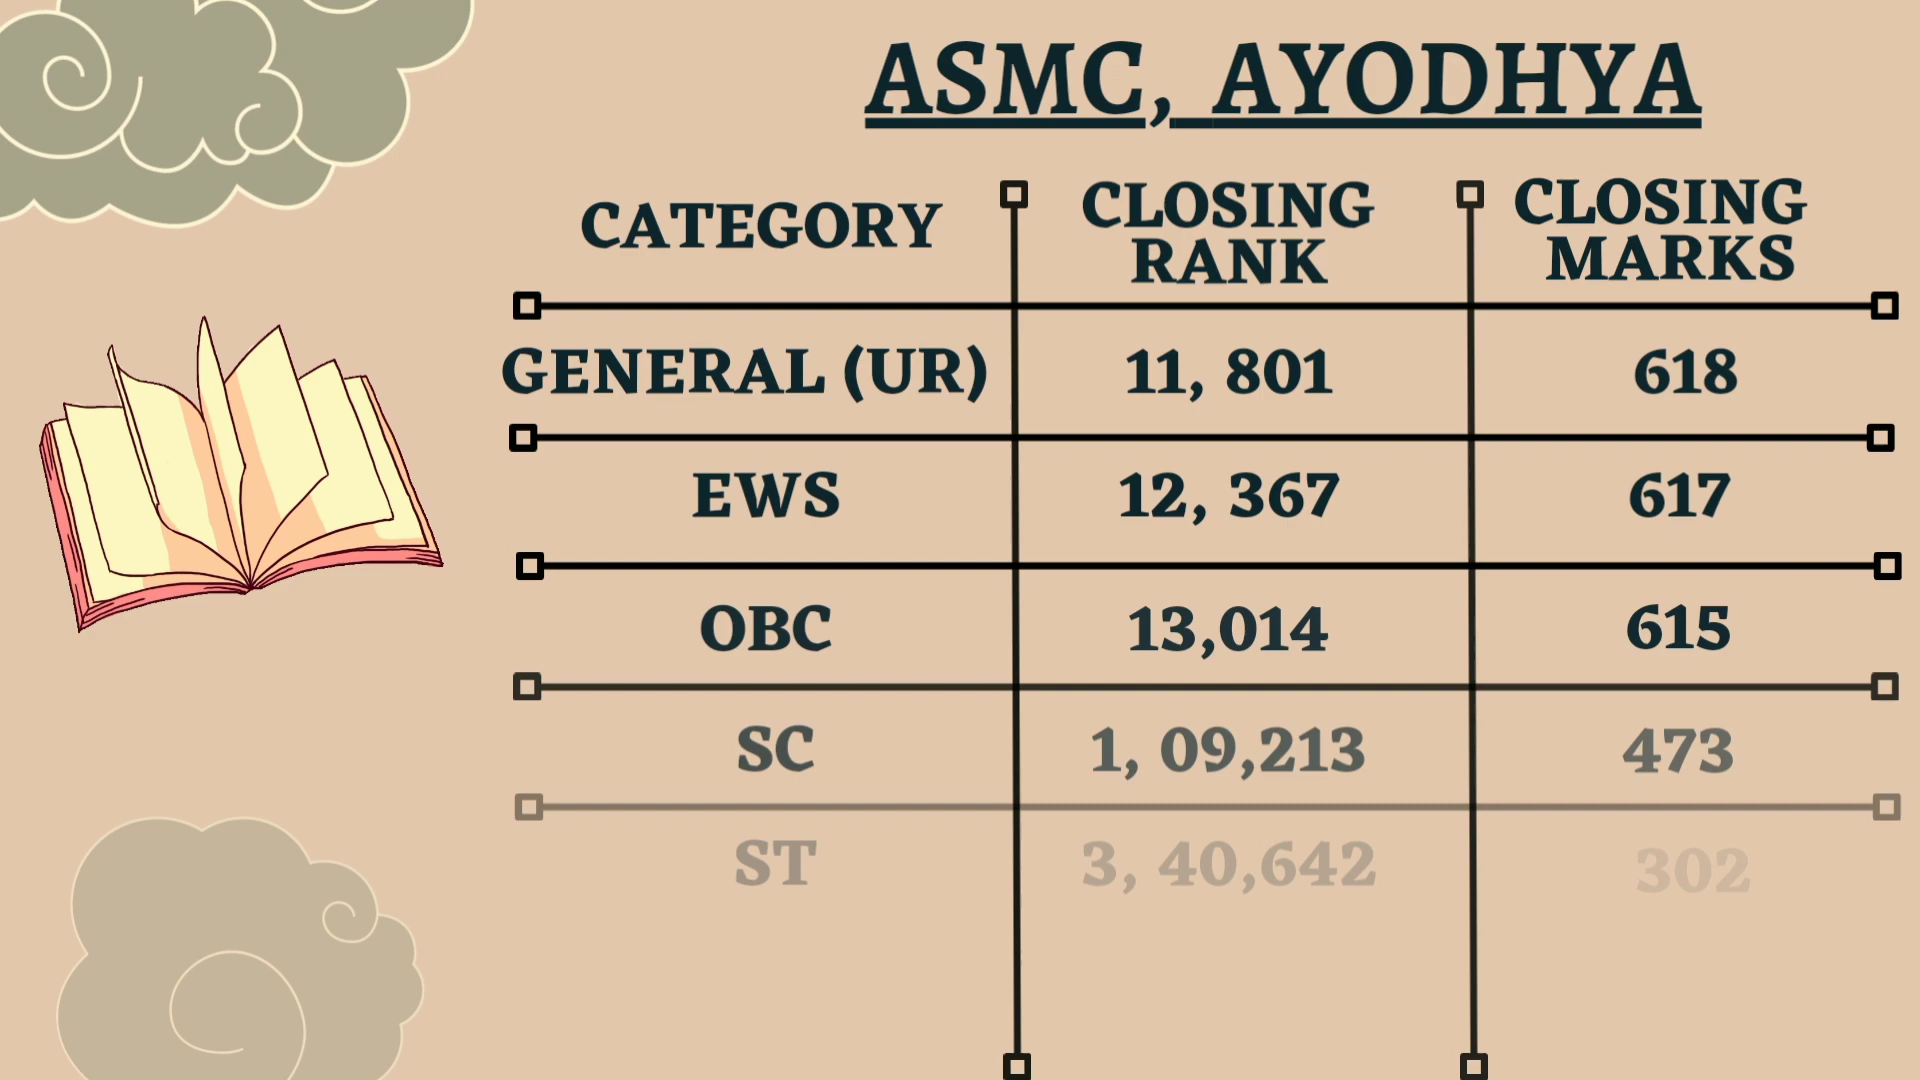 ASMC, AYODHYA
CATEGORY CLOSING RANK CLOSING MARKS
GENERAL (UR) 11, 801 618
EWS 12, 367 617
OBC 13,014 615
SC 1, 09,213 473
ST 3, 40,642 302